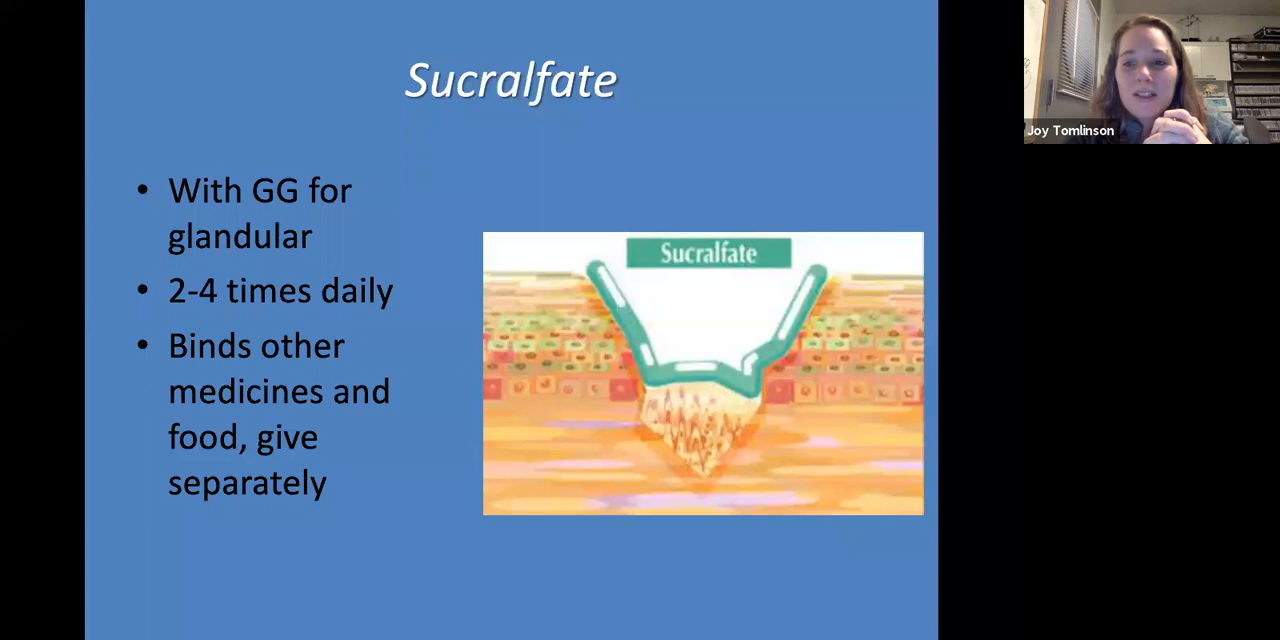 Sucralfate
• With GG for
glandular
• 2-4 times daily
• Binds other
medicines and
food, give
separately
Sucralfate
Joy Tomlinson